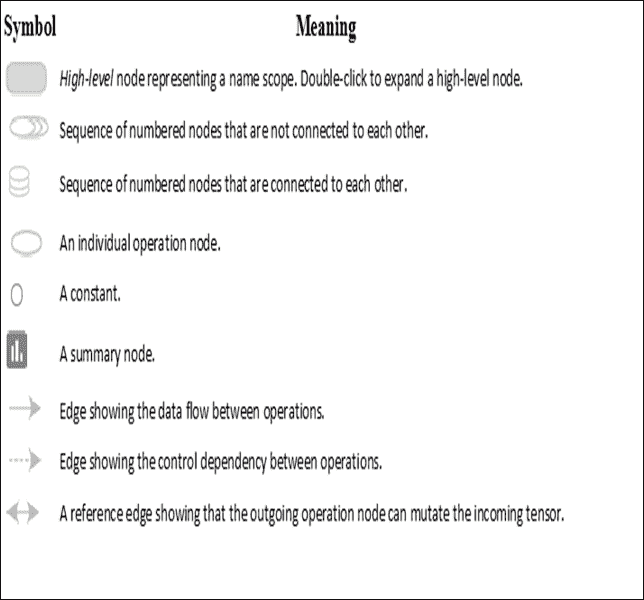 Symbol Meaning
High-level node representing a name scope. Double-click to expand a high-level node.
Sequence of numbered nodes that are not connected to each other.
Sequence of numbered nodes that are connected to each other.
An individual operation node.
A constant.
A summary node.
Edge showing the data flow between operations.
Edge showing the control dependency between operations.
A reference edge showing that the outgoing operation node can mutate the incoming tensor.